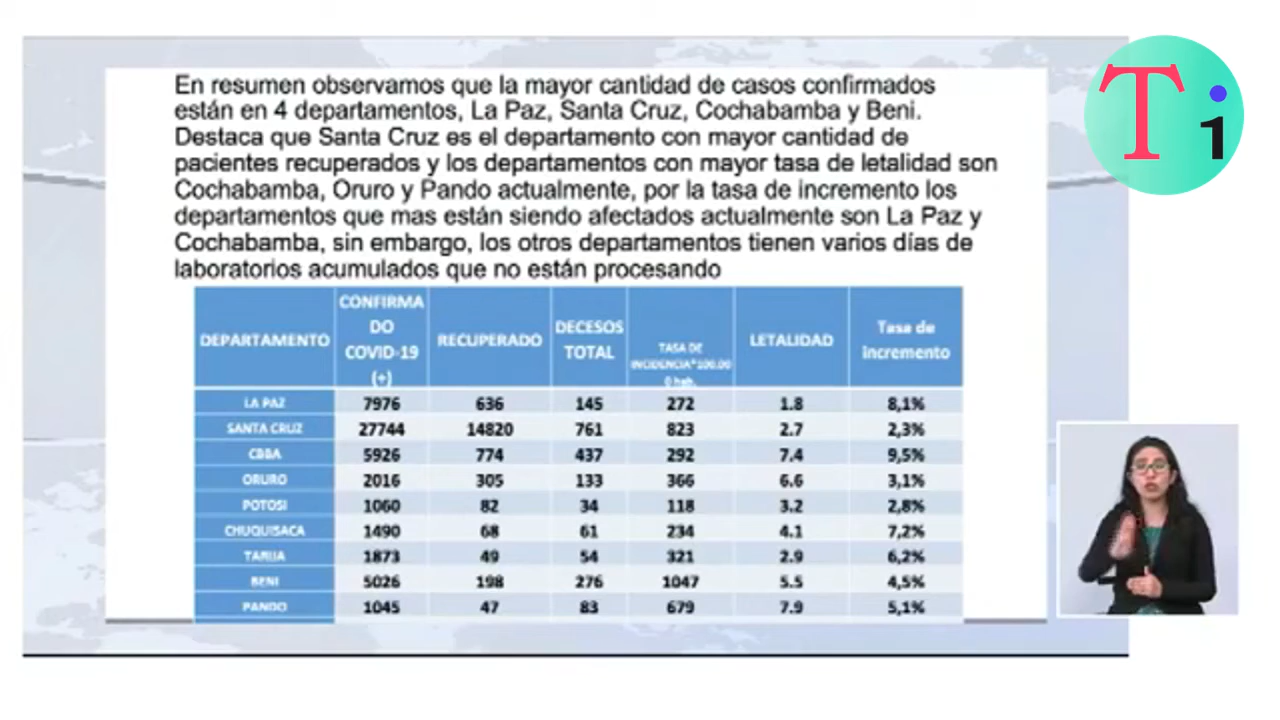 En resumen observamos que la mayor cantidad de casos confirmados
están en 4 departamentos, La Paz, Santa Cruz, Cochabamba y Beni.
Destaca que Santa Cruz es el departamento con mayor cantidad de
pacientes recuperados y los departamentos con mayor tasa de letalidad son
Cochabamba, Oruro y Pando actualmente, por la tasa de incremento los
departamentos que mas están siendo afectados actualmente son La Paz y
Cochabamba, sin embargo, los otros departamentos tienen varios días de
laboratorios acumulados que no están procesando
Ti
DEPARTAMENTO CONFIRMA DO COVID-19 (+) RECUPERADO DECESOS TOTAL TASA DE INCIDENCIA*100.00 0 hab. LETALIDAD Tasa de incremento
LA PAZ 7976 636 145 272 1.8 8,1%
SANTA CRUZ 27744 14820 761 823 2.7 2,3%
CBBA 5926 774 437 292 7.4 9,5%
ORURO 2016 305 133 366 6.6 3,1%
POTOSI 1060 82 34 118 3.2 2,8%
CHUQUISACA 1490 68 61 234 4.1 7,2%
TARIJA 1873 49 54 321 2.9 6,2%
BENI 5026 198 276 1047 5.5 4,5%
PANDO 1045 47 83 679 7.9 5,1%